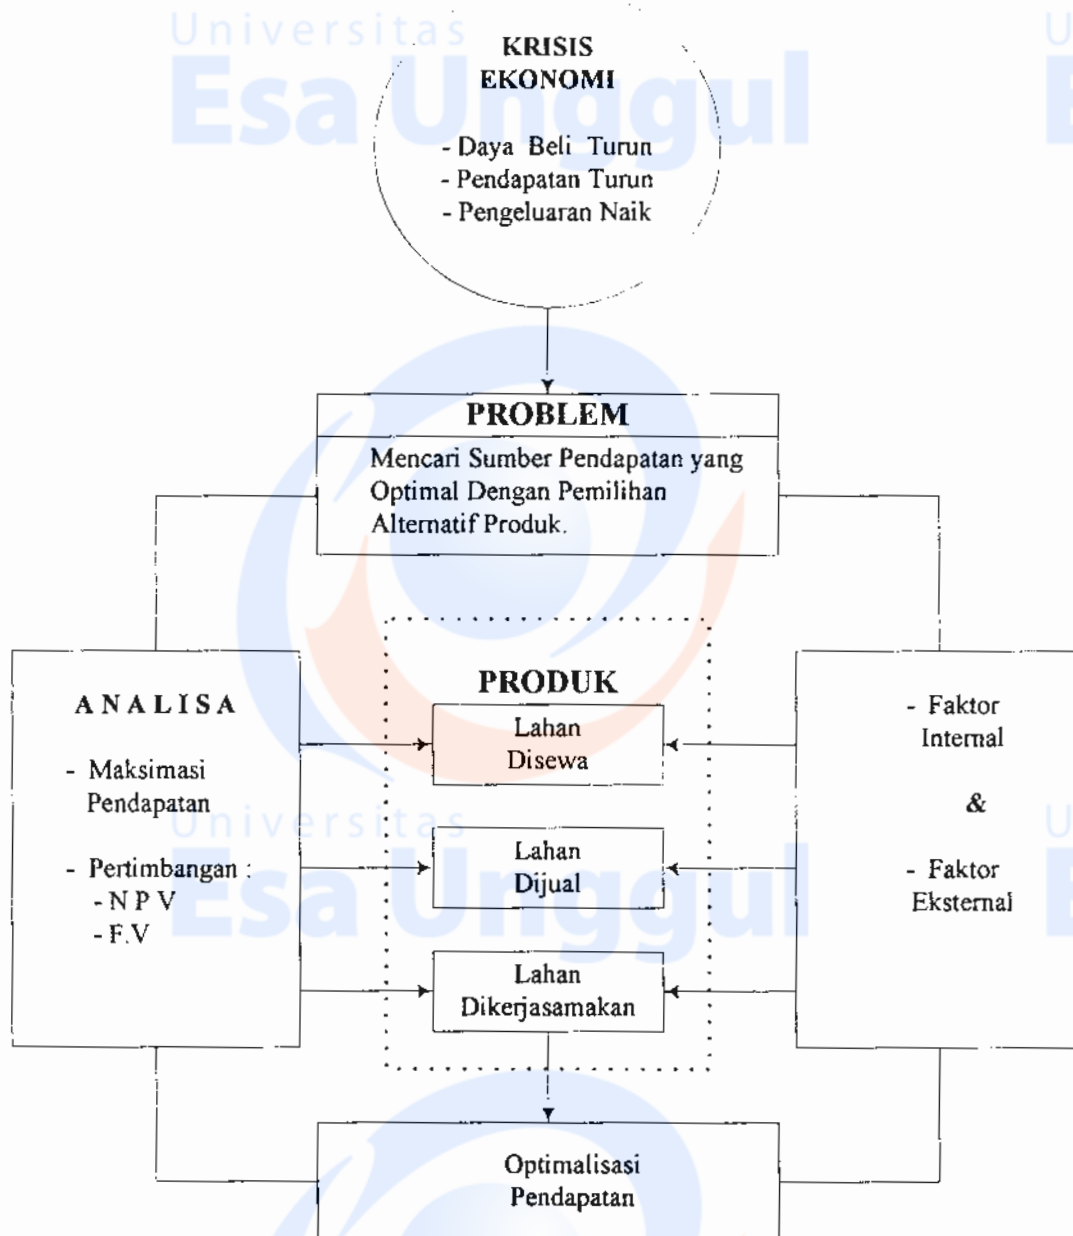 Universitas
Esa Unggul
KRISIS
EKONOMI
- Daya Beli Turun
- Pendapatan Turun
- Pengeluaran Naik
PROBLEM
Mencari Sumber Pendapatan yang
Optimal Dengan Pemilihan
Alternatif Produk.
ANALISA
- Maksimasi
Pendapatan
- Pertimbangan :
- N P V
- F.V
PRODUK
Lahan
Disewa
Lahan
Dijual
Lahan
Dikerjasamakan
- Faktor
Internal
&
- Faktor
Eksternal
Universitas
Esa Unggul
Optimalisasi
Pendapatan